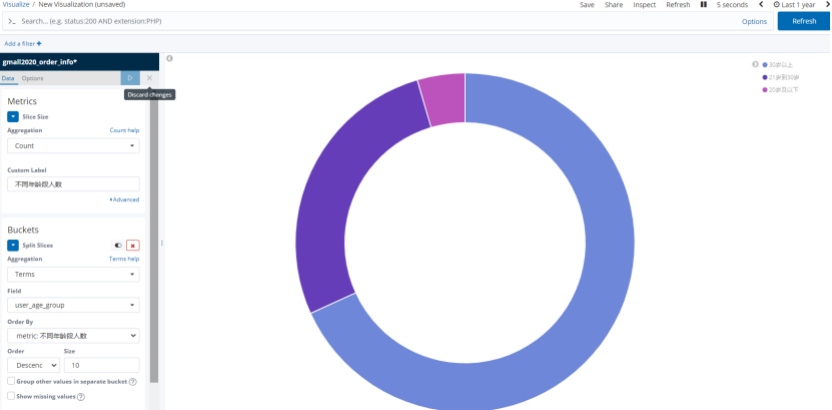 Visualize / New Visualization (unsaved)
Save Share Inspect Refresh 5 seconds Last 1 year
>_ Search... (e.g. status:200 AND extension:PHP)
Options
Refresh
Add a filter +
gmall2020_order_info*
Data Options
Discard changes
Metrics
Slice Size
Aggregation Count help
Count
Custom Label
不同年龄段人数
Advanced
Buckets
Split Slices
Aggregation Terms help
Terms
Field
user_age_group
Order By
metric: 不同年龄段人数
Order Size
Descenc 10
Group other values in separate bucket
Show missing values
30岁以上
21岁到30岁
20岁及以下